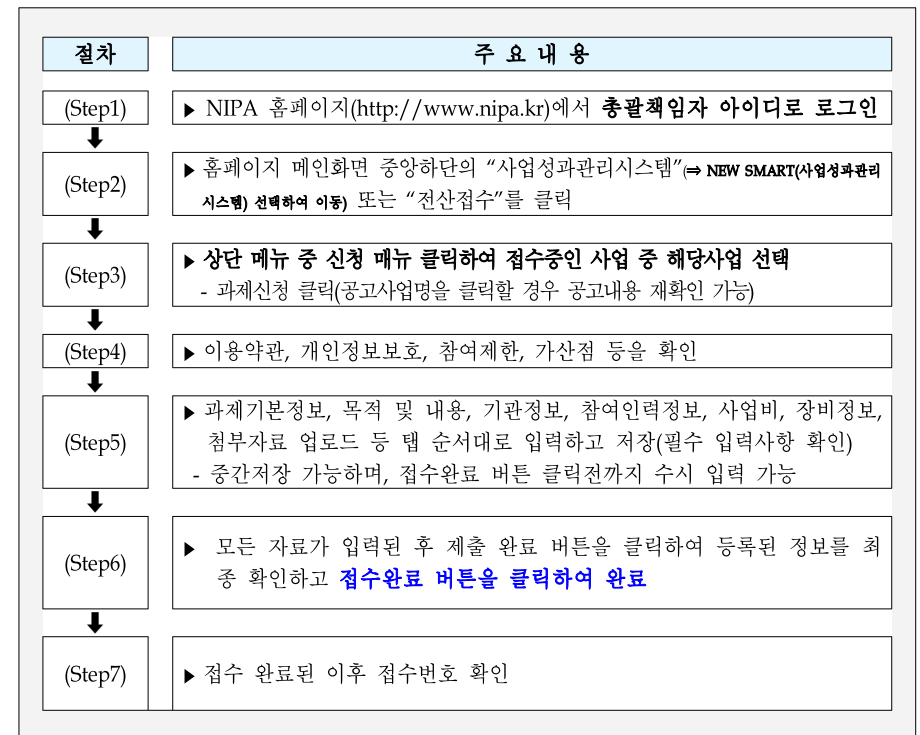 절차
주 요 내 용
(Step1)
▶ NIPA 홈페이지(http://www.nipa.kr)에서 총괄책임자 아이디로 로그인
(Step2)
▶ 홈페이지 메인화면 중앙하단의 “사업성과관리시스템”(⇒ NEW SMART(사업성과관리
시스템) 선택하여 이동) 또는 “전산접수”를 클릭
(Step3)
▶ 상단 메뉴 중 신청 매뉴 클릭하여 접수중인 사업 중 해당사업 선택
- 과제신청 클릭(공고사업명을 클릭할 경우 공고내용 재확인 가능)
(Step4)
▶ 이용약관, 개인정보보호, 참여제한, 가산점 등을 확인
(Step5)
▶ 과제기본정보, 목적 및 내용, 기관정보, 참여인력정보, 사업비, 장비정보,
첨부자료 업로드 등 탭 순서대로 입력하고 저장(필수 입력사항 확인)
- 중간저장 가능하며, 접수완료 버튼 클릭전까지 수시 입력 가능
(Step6)
▶ 모든 자료가 입력된 후 제출 완료 버튼을 클릭하여 등록된 정보를 최
종 확인하고 접수완료 버튼을 클릭하여 완료
(Step7)
▶ 접수 완료된 이후 접수번호 확인